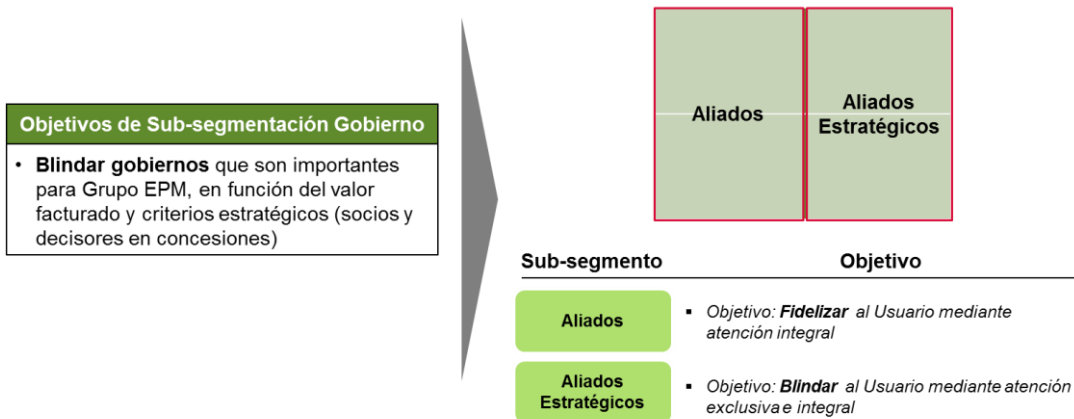 Objetivos de Sub-segmentación Gobierno
• Blindar gobiernos que son importantes
para Grupo EPM, en función del valor
facturado y criterios estratégicos (socios y
decisores en concesiones)
Aliados
Aliados
Estratégicos
Sub-segmento Objetivo
Aliados
▪ Objetivo: Fidelizar al Usuario mediante
atención integral
Aliados
Estratégicos
▪ Objetivo: Blindar al Usuario mediante atención
exclusiva e integral